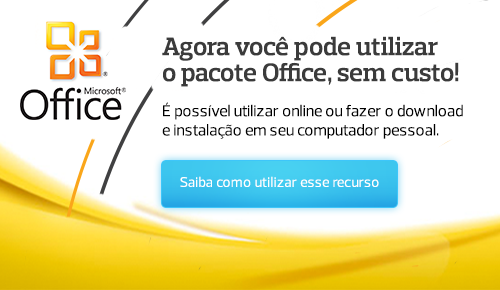 Agora você pode utilizar
o pacote Office, sem custo!
Microsoft®
Office
É possível utilizar online ou fazer o download
e instalação em seu computador pessoal.
Saiba como utilizar esse recurso